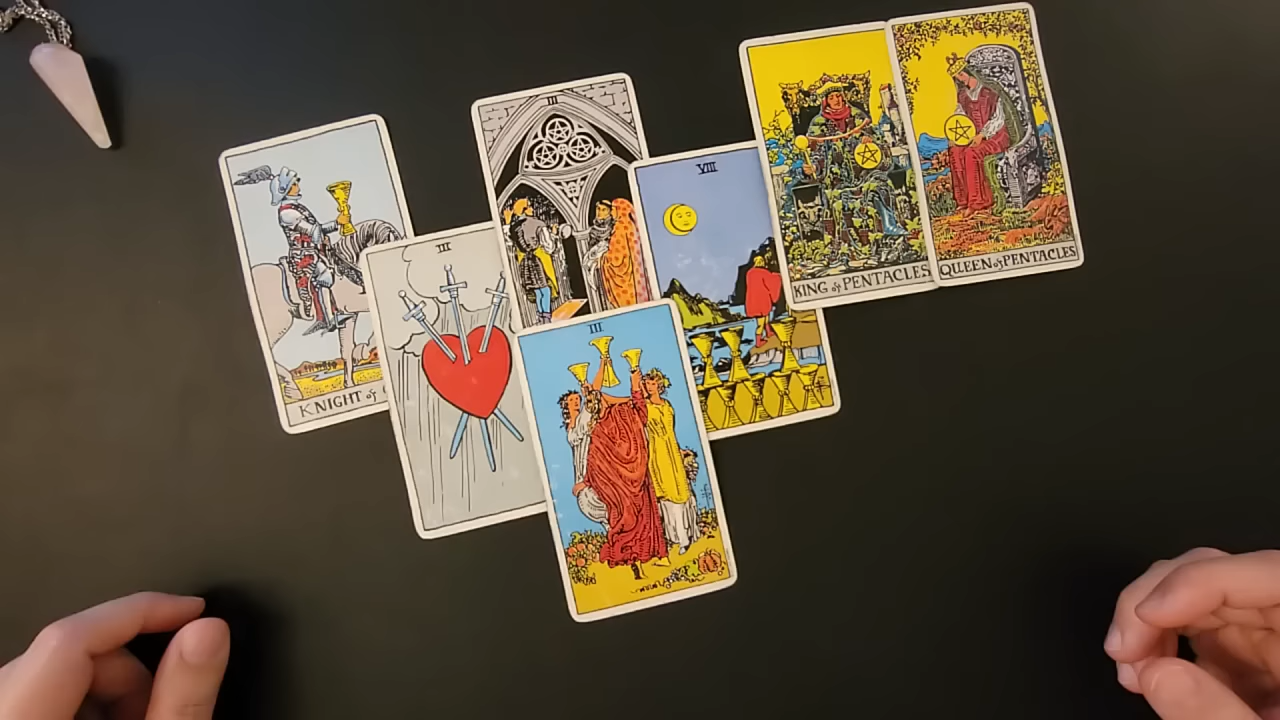 KNIGHT of
III
III
III
VIII
KING of PENTACLES
QUEEN of PENTACLES